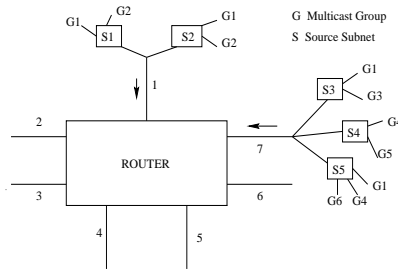 G2
G1
S1
S2
G1
G2
G Multicast Group
S Source Subnet
1
S3
G1
G3
2
ROUTER
7
S4
G4
G5
3
6
S5
G1
G6
G4
4
5